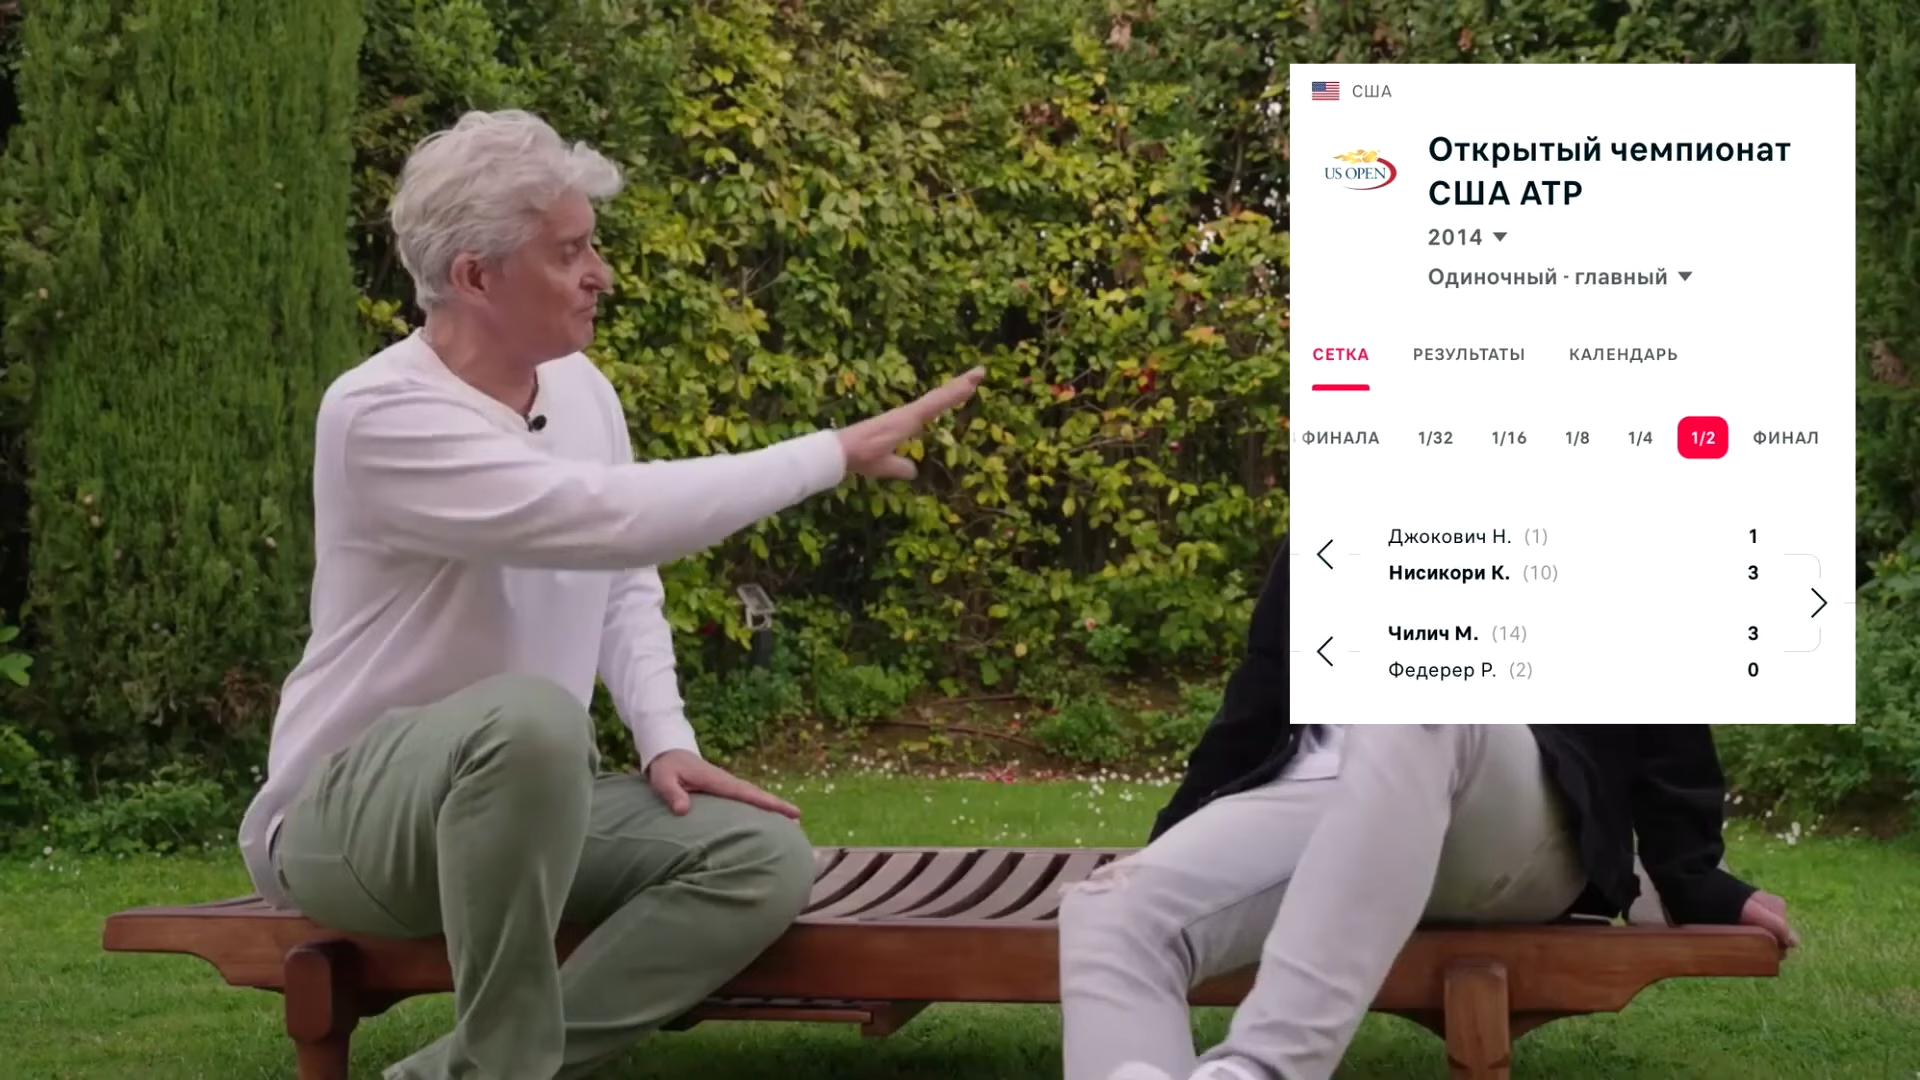 США
US OPEN
Открытый чемпионат
США ATP
2014
Одиночный - главный
СЕТКА РЕЗУЛЬТАТЫ КАЛЕНДАРЬ
ФИНАЛА 1/32 1/16 1/8 1/4 1/2 ФИНАЛ
Джокович Н. (1) 1
Нисикори К. (10) 3
Чилич М. (14) 3
Федерер Р. (2) 0